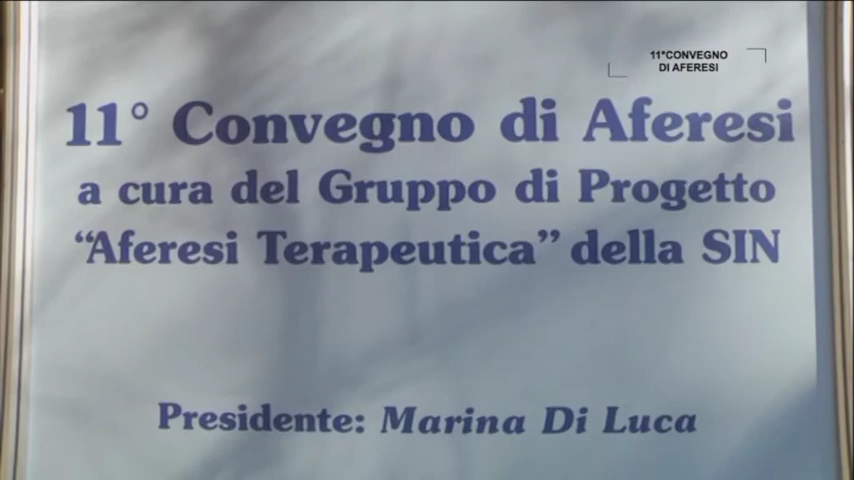 11°CONVEGNO
DI AFERESI
11° Convegno di Aferesi
a cura del Gruppo di Progetto
“Aferesi Terapeutica” della SIN
Presidente: Marina Di Luca